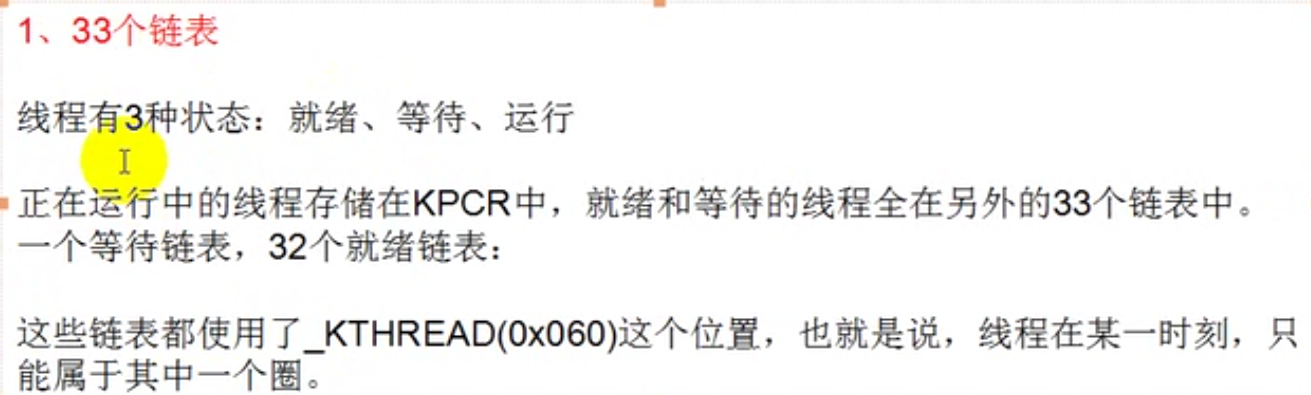 1、33个链表
线程有3种状态：就绪、等待、运行
正在运行中的线程存储在KPCR中，就绪和等待的线程全在另外的33个链表中。
一个等待链表，32个就绪链表：
这些链表都使用了_KTHREAD(0x060)这个位置，也就是说，线程在某一时刻，只
能属于其中一个圈。